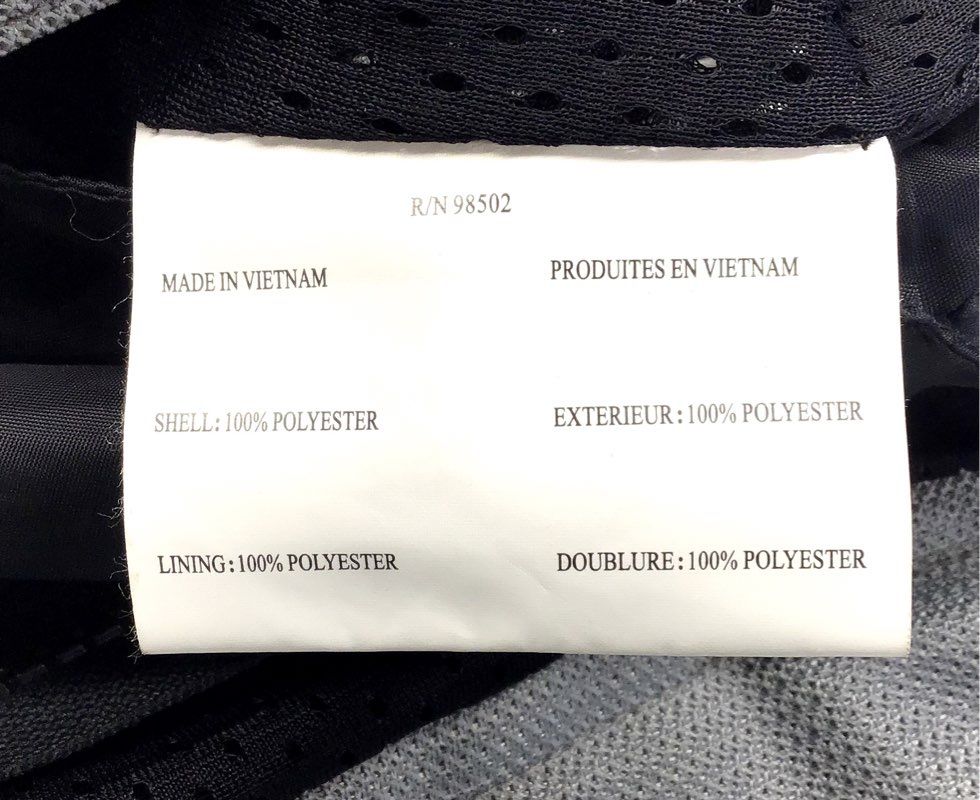 R/N 98502
MADE IN VIETNAM
PRODUITES EN VIETNAM
SHELL: 100% POLYESTER
EXTERIEUR: 100% POLYESTER
LINING: 100% POLYESTER
DOUBLURE: 100% POLYESTER